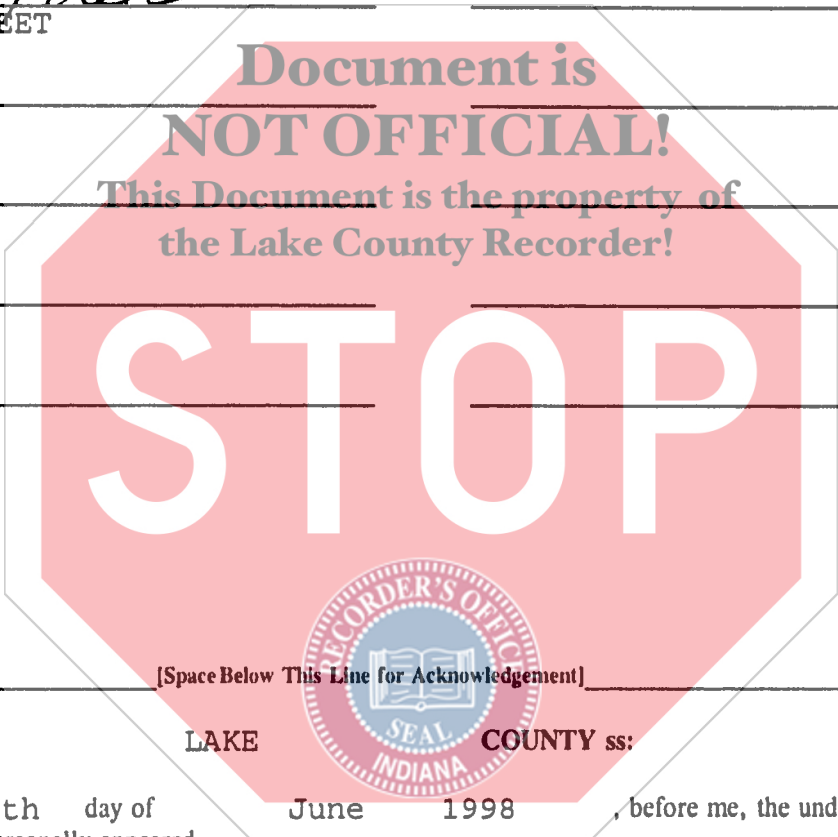 EET
Document is
NOT OFFICIAL!
This Document is the property of
the Lake County Recorder!
STOP
RECORDER'S OFFICE
[Space Below This Line for Acknowledgement]
SEAL
INDIANA
LAKE COUNTY ss:
th day of June 1998 , before me, the und